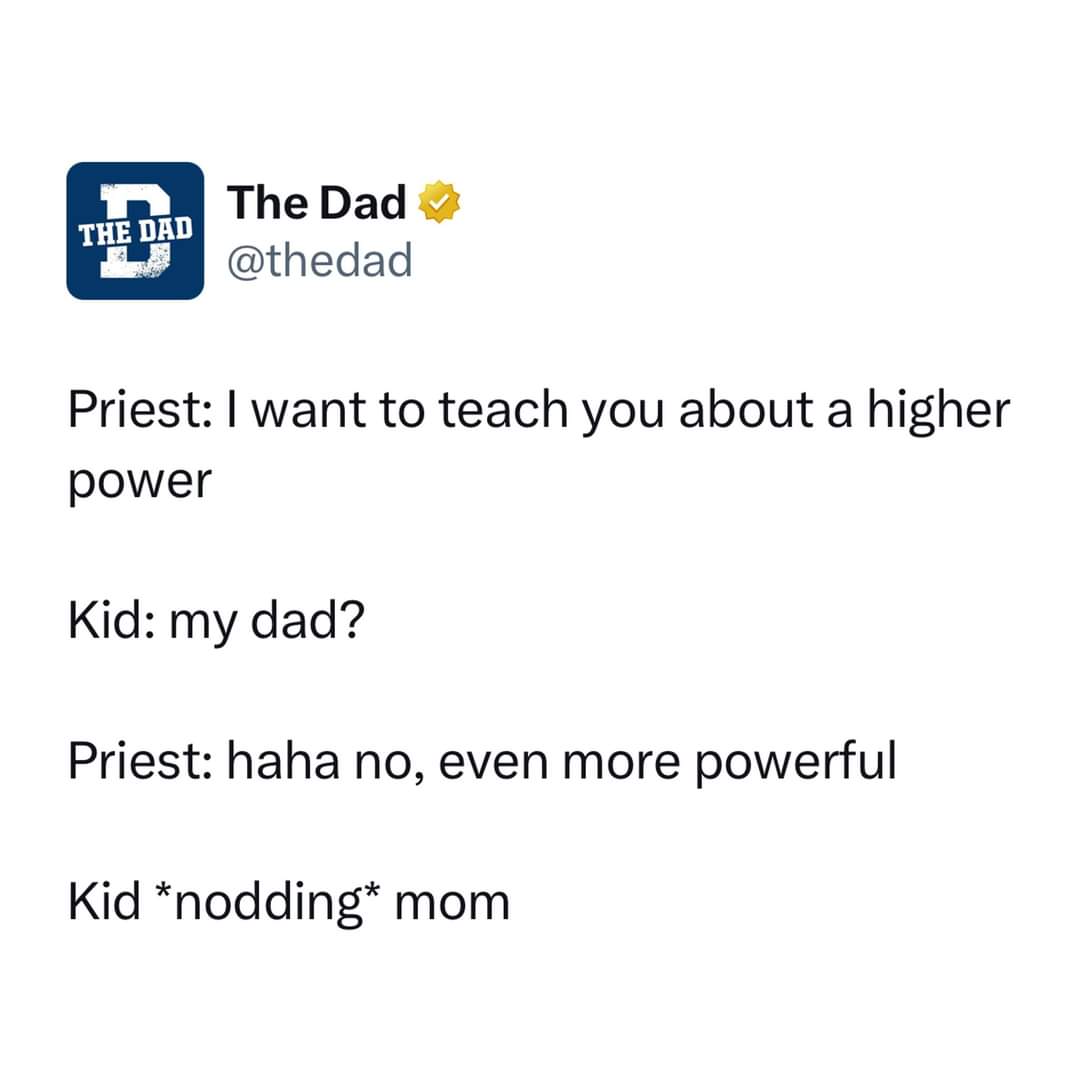 THE DAD
The Dad
@thedad
Priest: I want to teach you about a higher
power
Kid: my dad?
Priest: haha no, even more powerful
Kid *nodding* mom